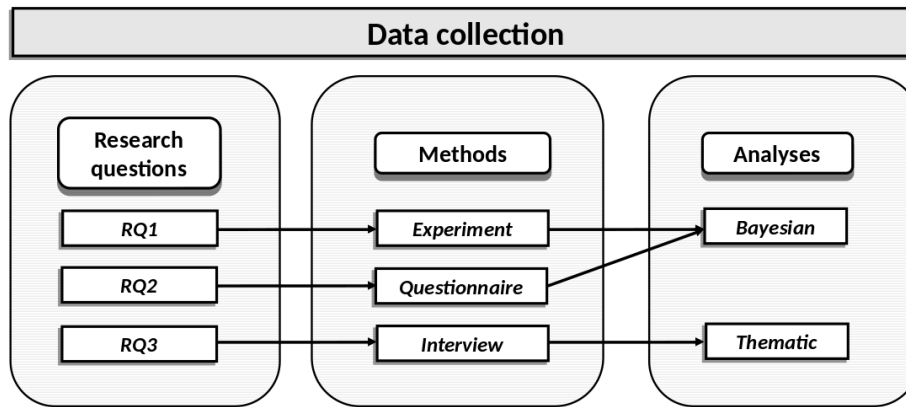 Data collection
Research
questions
Methods
Analyses
RQ1
Experiment
Bayesian
RQ2
Questionnaire
RQ3
Interview
Thematic